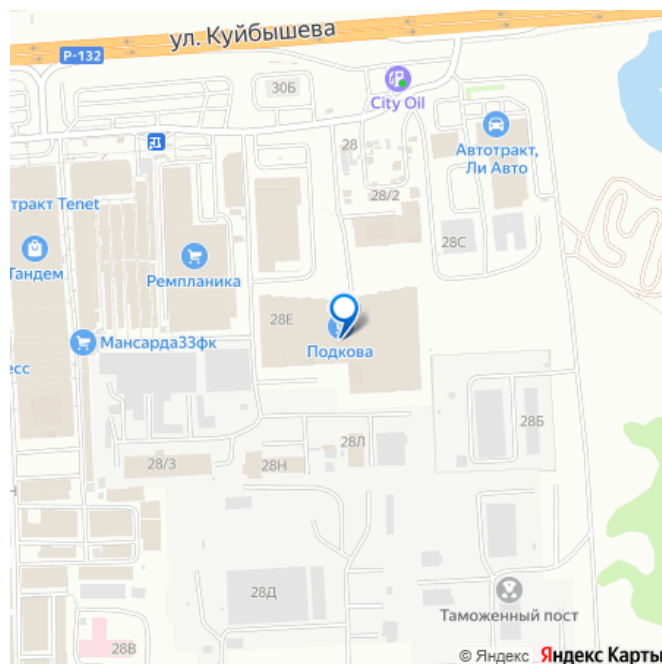 ул. Куйбышева
Р-132
30Б
City Oil
28
Автотракт,
Ли Авто
28/2
тракт Tenet
28С
Тандем
Ремпланика
28Е
Мансарда33фк
Подкова
есс
28Б
28Л
28/3
28Н
28Д
Таможенный пост
28В
© Яндекс Яндекс Карты